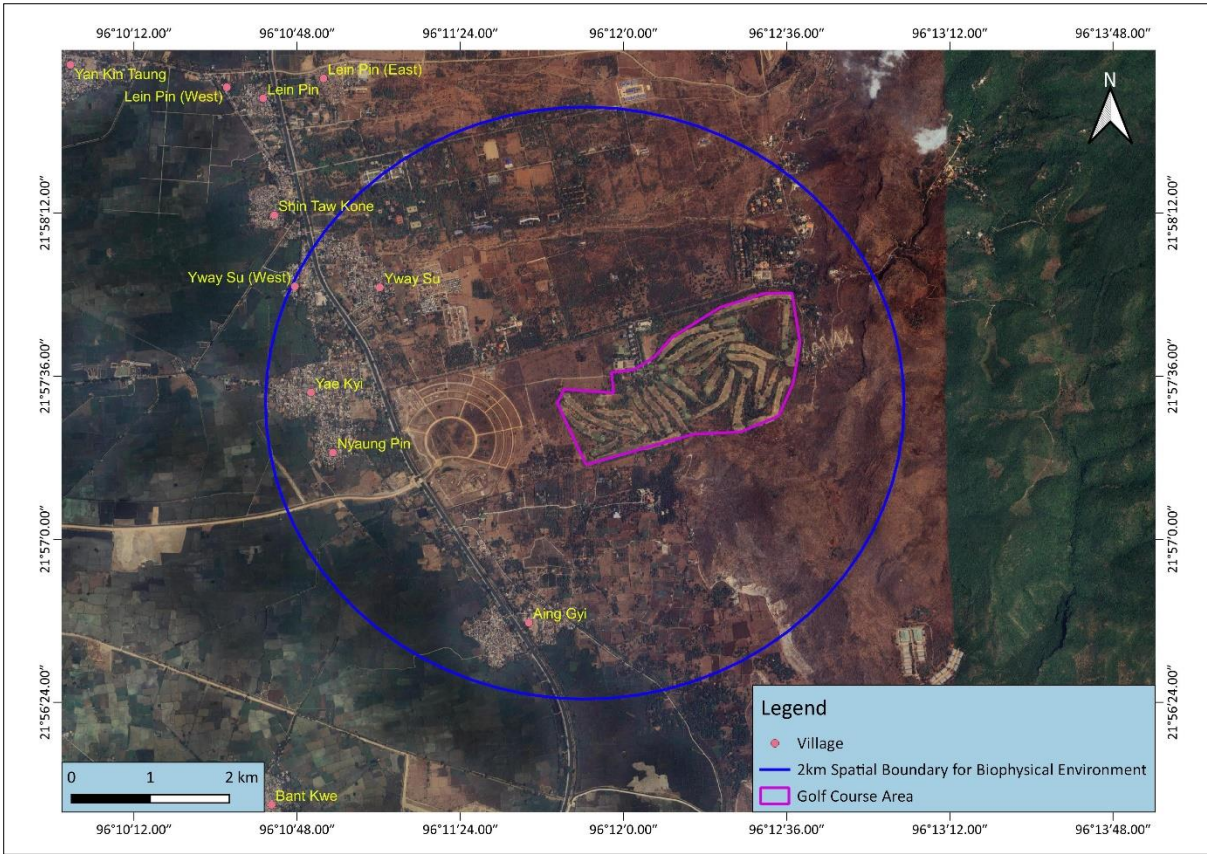 96°10′12.00″ 96°10′48.00″ 96°11′24.00″ 96°12′0.00″ 96°12′36.00″ 96°13′12.00″ 96°13′48.00″
Yan Kin Taung
Lein Pin (East)
Lein Pin (West)
Lein Pin
N
21°58′12.00″
Shin Taw Kone
21°58′12.00″
Yway Su (West)
Yway Su
21°57′36.00″
Yae Kyi
21°57′36.00″
Nyaung Pin
21°57′0.00″
21°57′0.00″
Aing Gyi
21°56′24.00″
21°56′24.00″
Legend
Village
2km Spatial Boundary for Biophysical Environment
Golf Course Area
0 1 2 km
Bant Kwe
96°10′12.00″ 96°10′48.00″ 96°11′24.00″ 96°12′0.00″ 96°12′36.00″ 96°13′12.00″ 96°13′48.00″